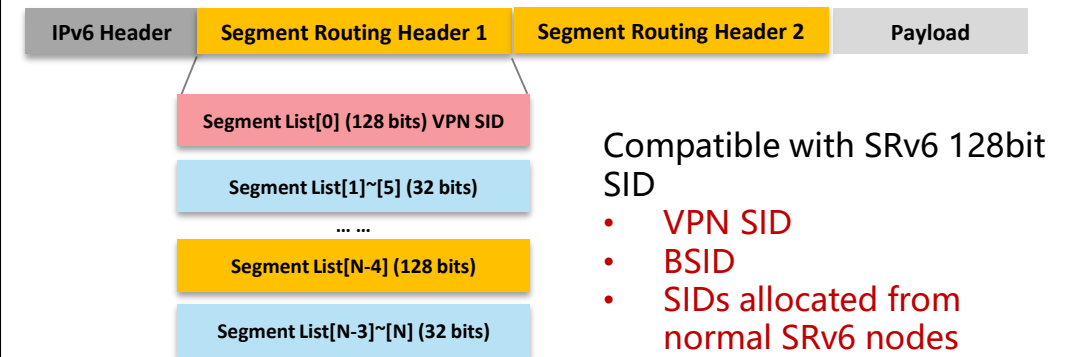 IPv6 Header
Segment Routing Header 1
Segment Routing Header 2
Payload
Segment List[0] (128 bits) VPN SID
Segment List[1]~[5] (32 bits)
... ...
Segment List[N-4] (128 bits)
Segment List[N-3]~[N] (32 bits)
Compatible with SRv6 128bit
SID
• VPN SID
• BSID
• SIDs allocated from
normal SRv6 nodes